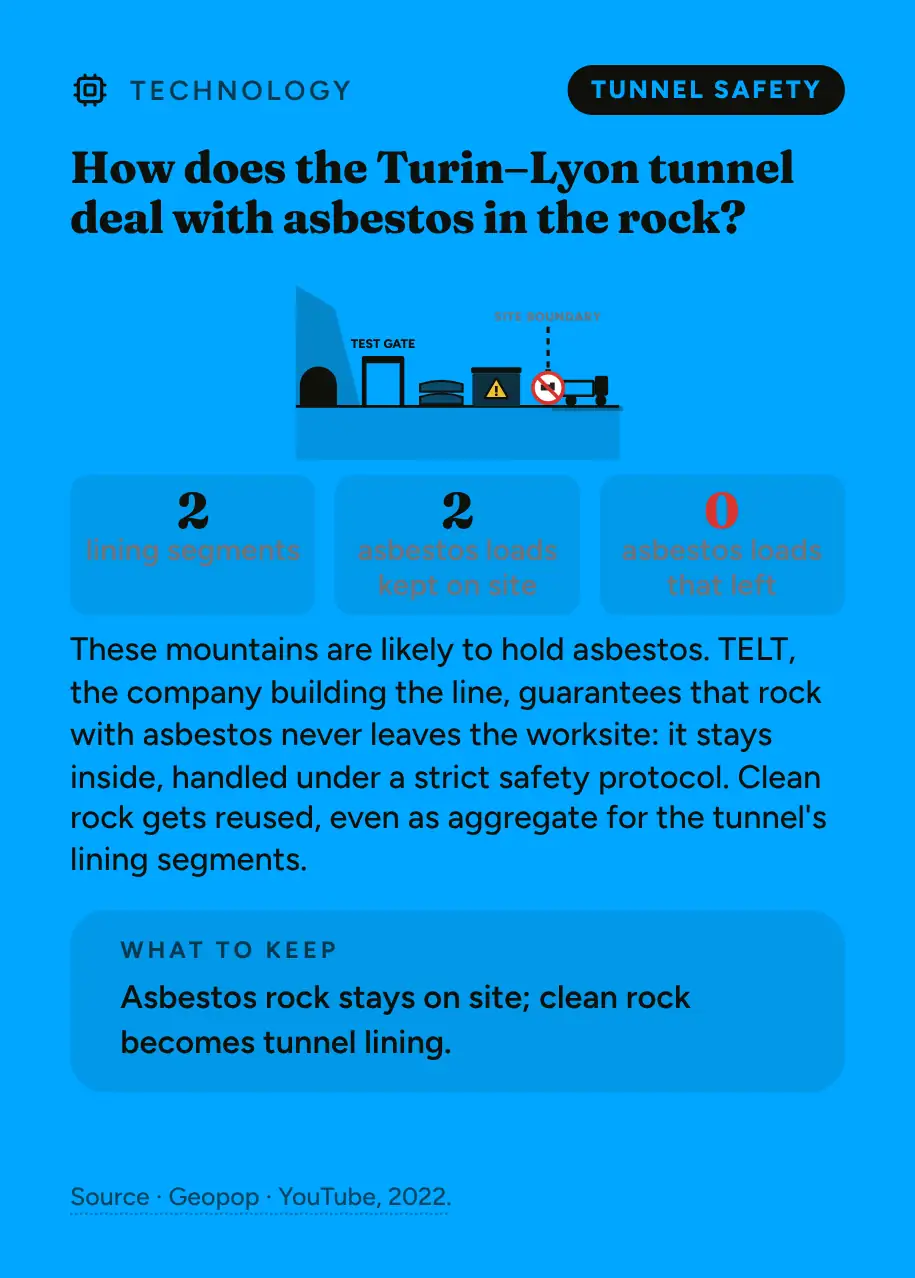 TECHNOLOGY
TUNNEL SAFETY
How does the Turin–Lyon tunnel
deal with asbestos in the rock?
SITE BOUNDARY
TEST GATE
2
lining segments
2
asbestos loads
kept on site
0
asbestos loads
that left
These mountains are likely to hold asbestos. TELT,
the company building the line, guarantees that rock
with asbestos never leaves the worksite: it stays
inside, handled under a strict safety protocol. Clean
rock gets reused, even as aggregate for the tunnel's
lining segments.
WHAT TO KEEP
Asbestos rock stays on site; clean rock
becomes tunnel lining.
Source · Geopop · YouTube, 2022.